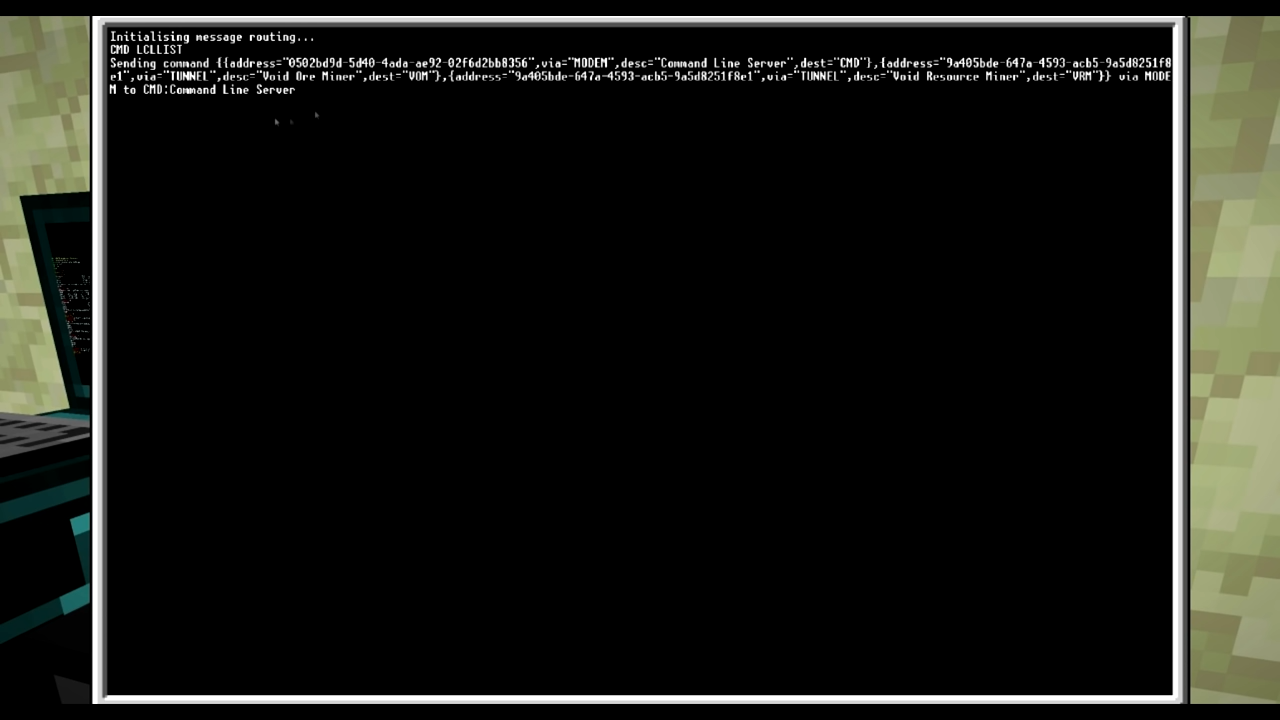 Initialising message routing...
CMD LCLLIST
Sending command {{address="0502bd9d-5d40-4ada-ae92-02f6d2bb8356",via="MODEM",desc="Command Line Server",dest="CMD"},{address="9a405bde-647a-4593-acb5-9a5d8251f8
e1",via="TUNNEL",desc="Void Ore Miner",dest="VOM"},{address="9a405bde-647a-4593-acb5-9a5d8251f8e1",via="TUNNEL",desc="Void Resource Miner",dest="VRM"}} via MODE
M to CMD:Command Line Server